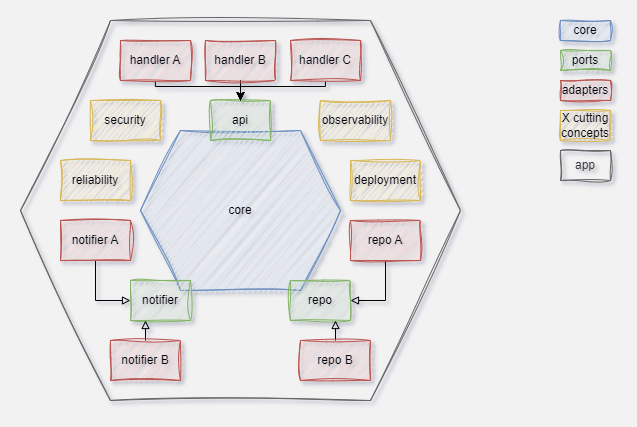 handler A
handler B
handler C
core
ports
adapters
X cutting
concepts
app
security
api
observability
reliability
deployment
core
notifier A
repo A
notifier
repo
notifier B
repo B